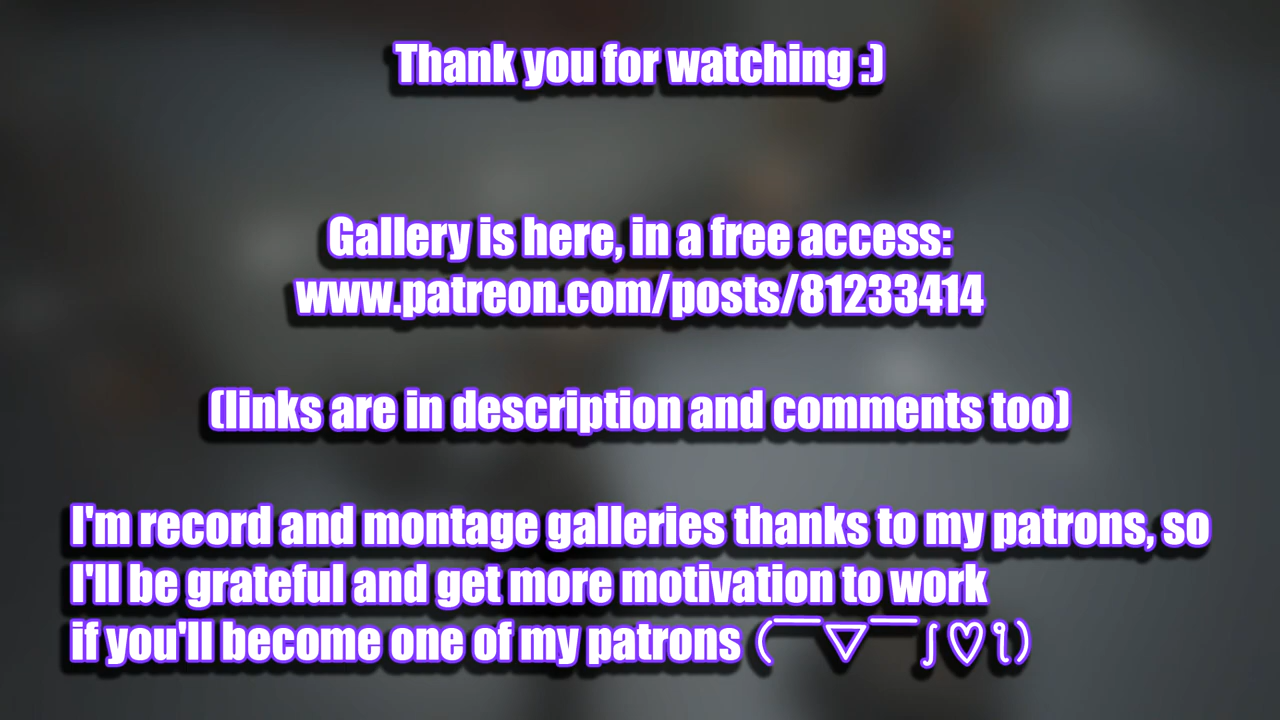 Thank you for watching :)
Gallery is here, in a free access:
www.patreon.com/posts/81233414
(links are in description and comments too)
I'm record and montage galleries thanks to my patrons, so
I'll be grateful and get more motivation to work
if you'll become one of my patrons (￣▽￣ʃ♡ƪ)